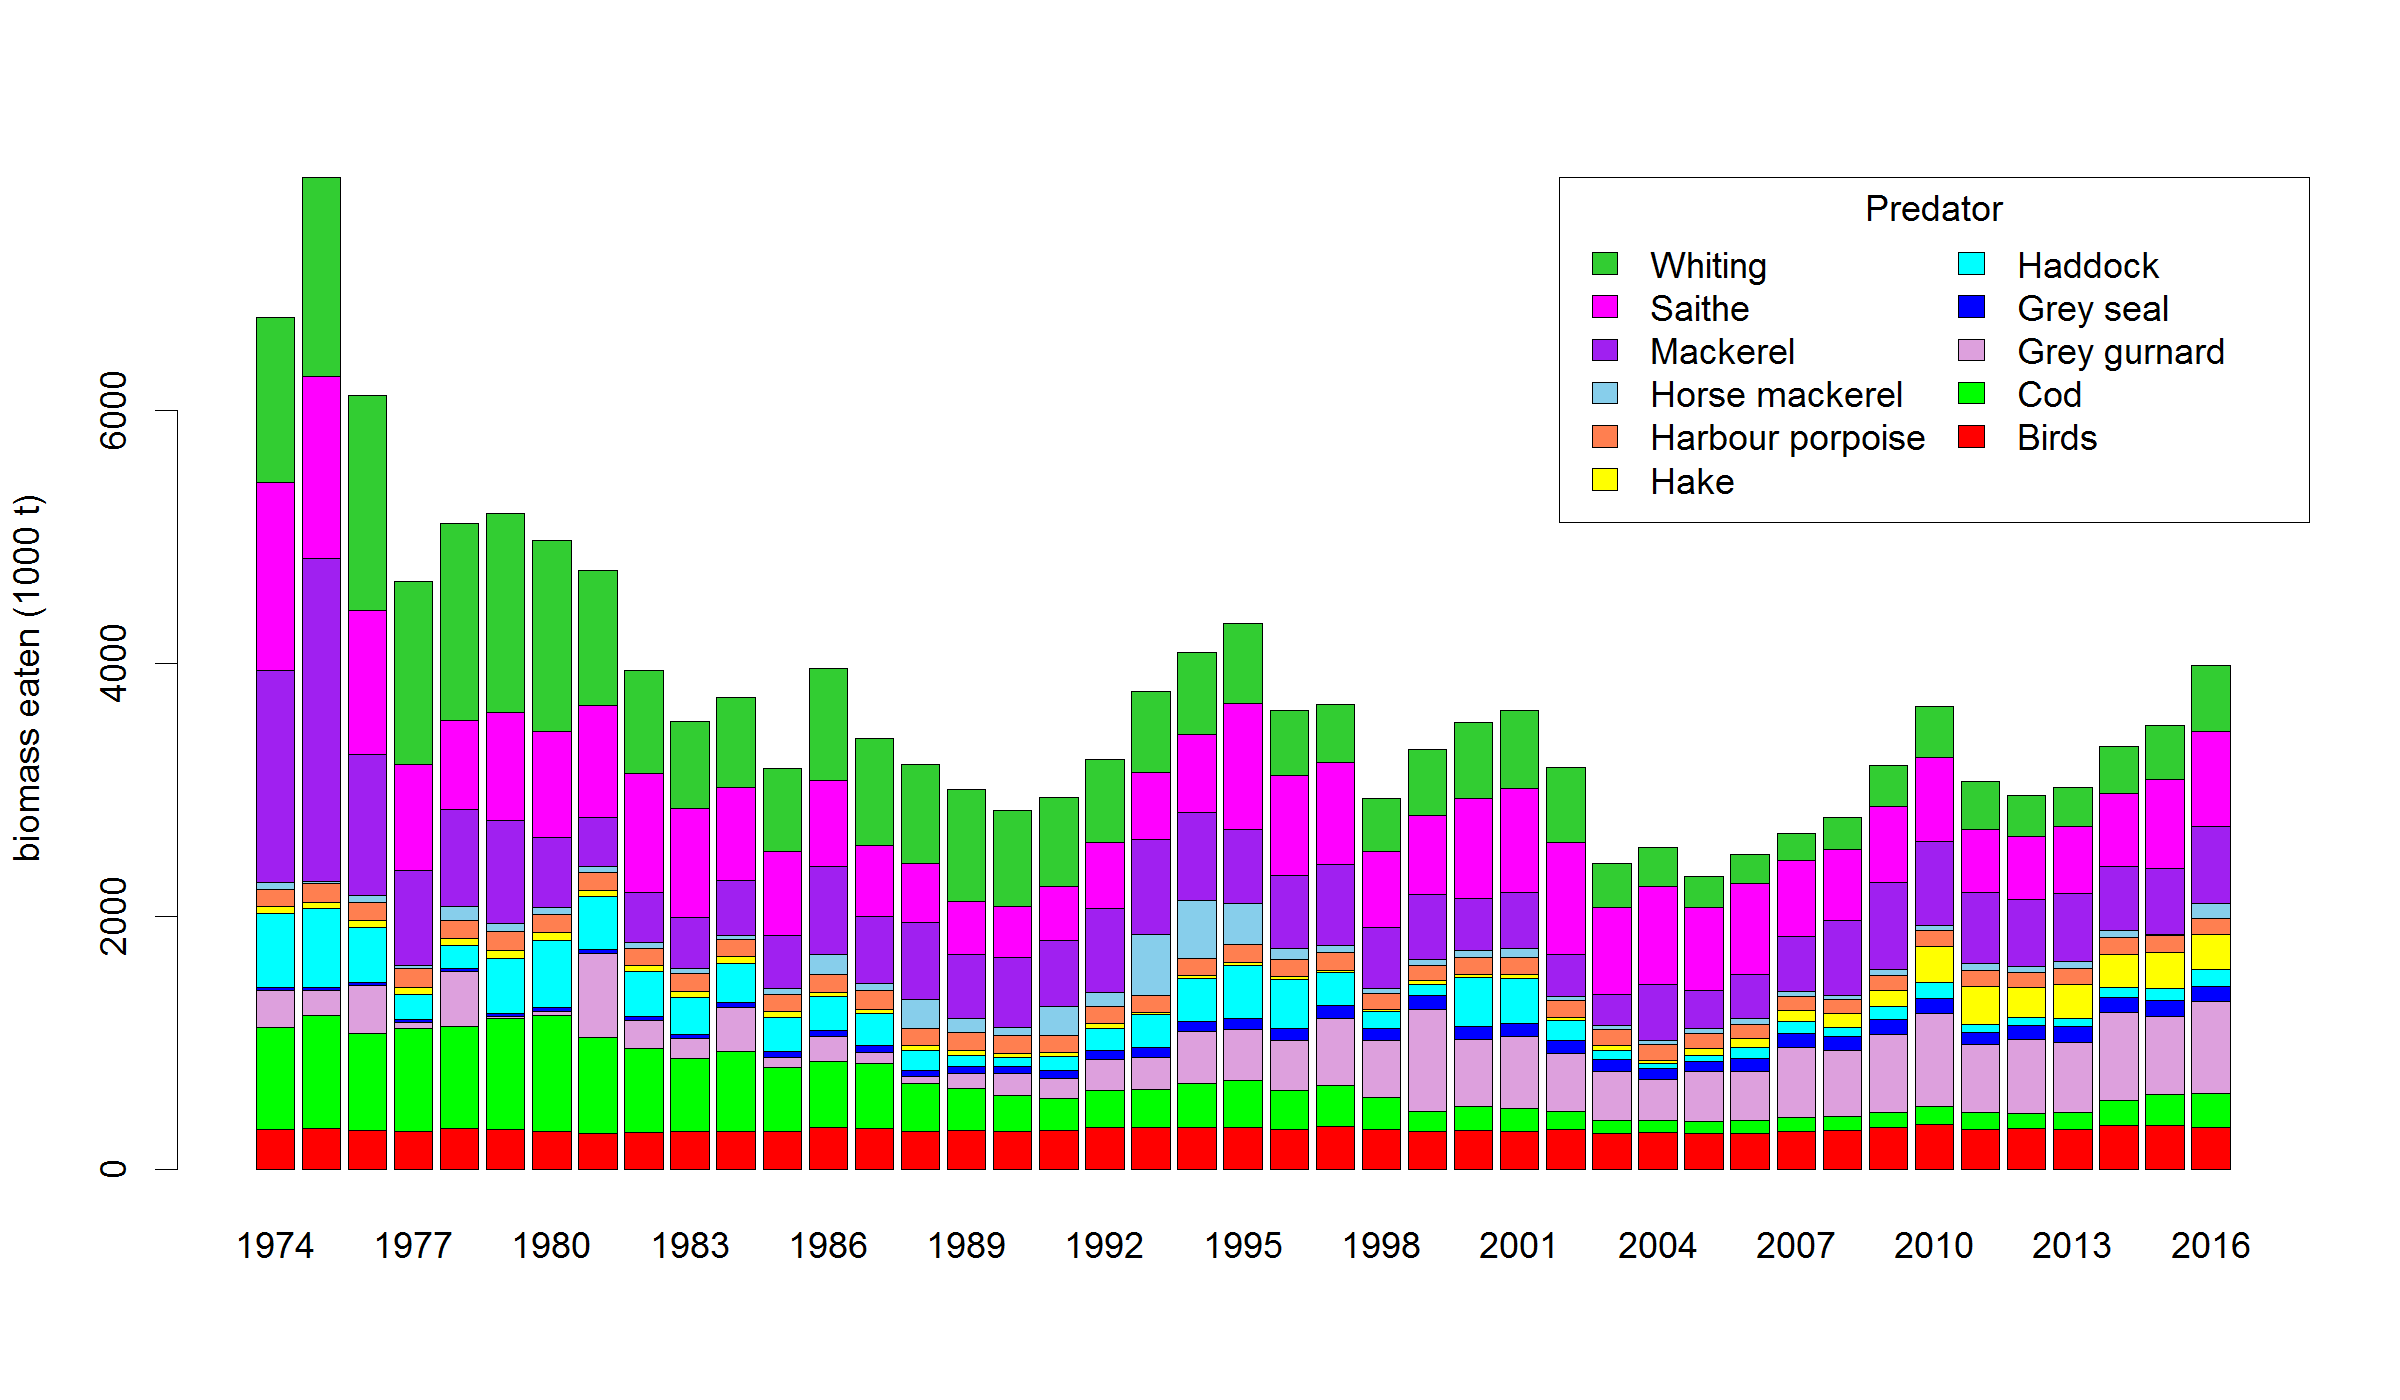 Predator
Whiting
Saithe
Mackerel
Horse mackerel
Harbour porpoise
Hake
Haddock
Grey seal
Grey gurnard
Cod
Birds
biomass eaten (1000 t)
6000
4000
2000
0
1974 1977 1980 1983 1986 1989 1992 1995 1998 2001 2004 2007 2010 2013 2016